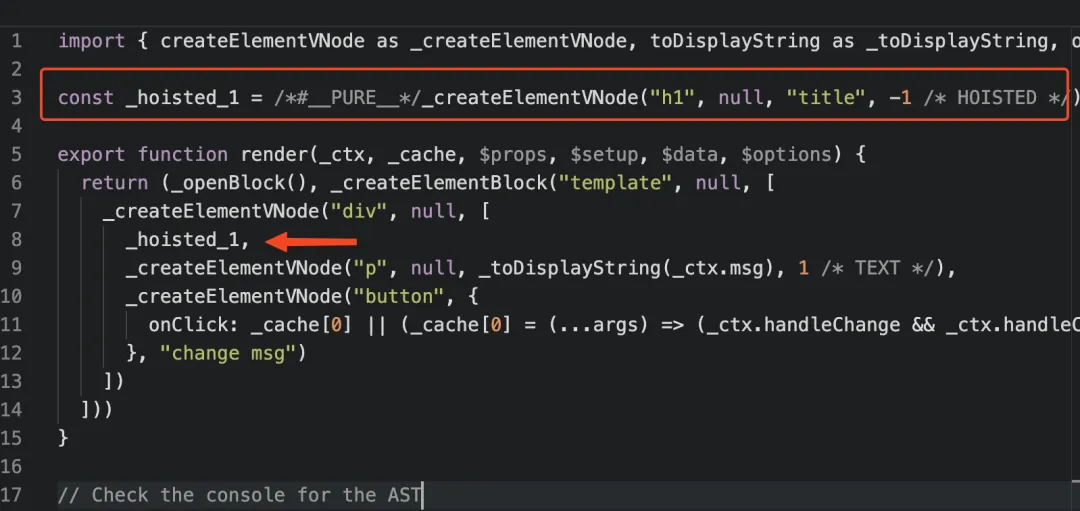 1 import { createElementVNode as _createElementVNode, toDisplayString as _toDisplayString, o
2
3 const _hoisted_1 = /*#__PURE__*/_createElementVNode("h1", null, "title", -1 /* HOISTED */)
4
5 export function render(_ctx, _cache, $props, $setup, $data, $options) {
6   return (_openBlock(), _createElementBlock("template", null, [
7     _createElementVNode("div", null, [
8       _hoisted_1,
9       _createElementVNode("p", null, _toDisplayString(_ctx.msg), 1 /* TEXT */),
10       _createElementVNode("button", {
11         onClick: _cache[0] || (_cache[0] = (...args) => (_ctx.handleChange && _ctx.handleC
12       }, "change msg")
13     ])
14   ]))
15 }
16
17 // Check the console for the AST